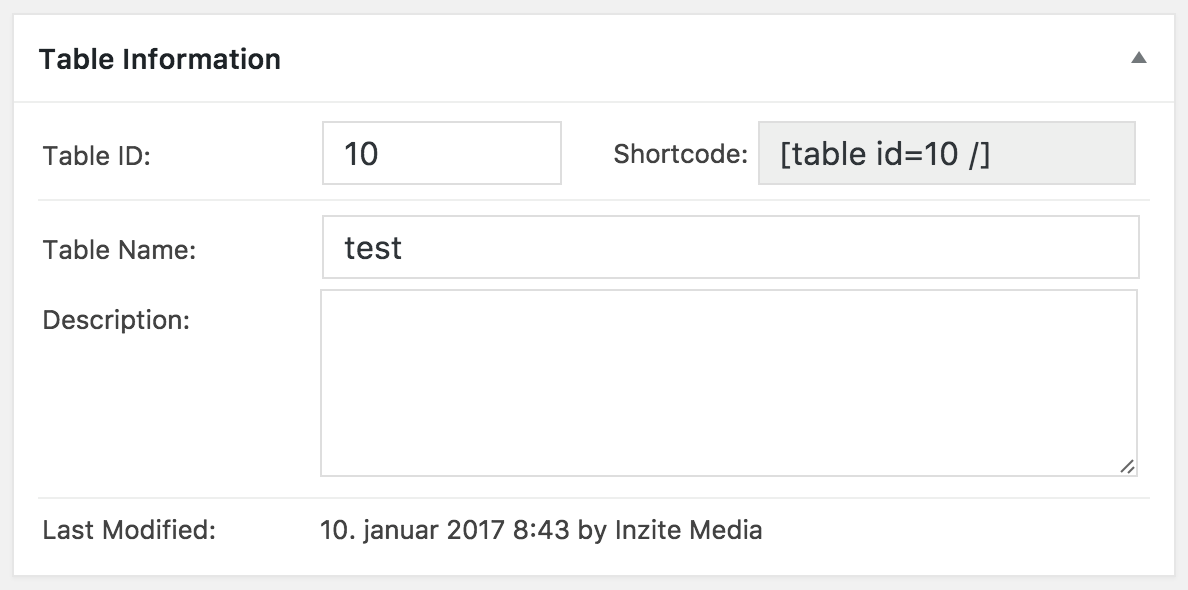 Table Information
Table ID: 10 Shortcode: [table id=10 /]
Table Name: test
Description:
Last Modified: 10. januar 2017 8:43 by Inzite Media